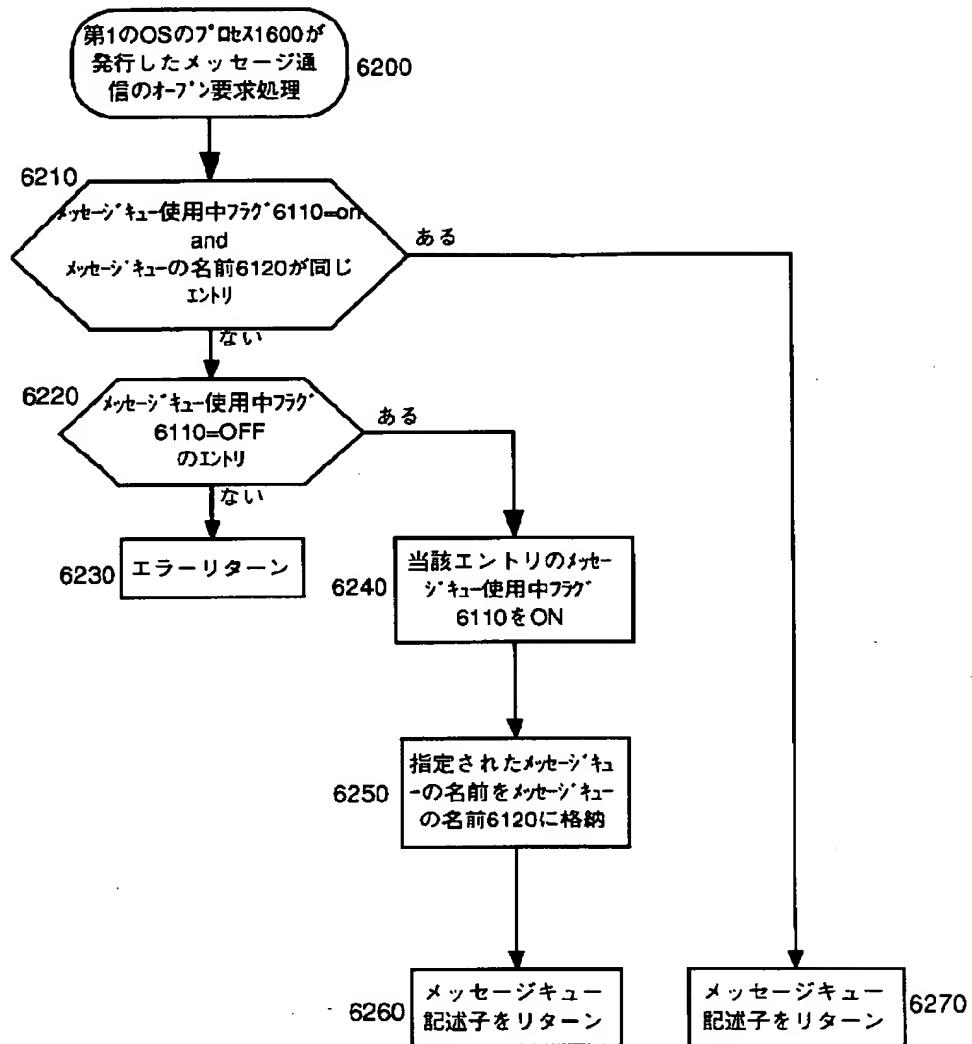 第1のOSのプロセス1600が
発行したメッセージ通
信のオープン要求処理
6200
6210
メッセージキュー使用中フラグ6110=on
and
メッセージキューの名前6120が同じ
エントリ
ある
ない
6220
メッセージキュー使用中フラグ
6110=OFF
のエントリ
ある
ない
6230
エラーリターン
6240
当該エントリのメッセー
ジキュー使用中フラグ
6110をON
6250
指定されたメッセージキュ
ーの名前をメッセージキュー
の名前6120に格納
6260
メッセージキュー
記述子をリターン
メッセージキュー
記述子をリターン
6270